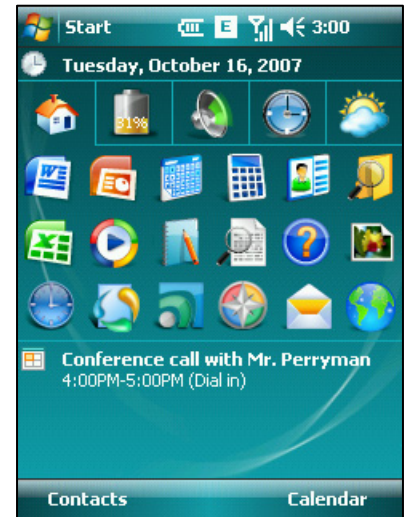 Start E 3:00
Tuesday, October 16, 2007
81%
Conference call with Mr. Perryman
4:00PM-5:00PM (Dial in)
Contacts Calendar